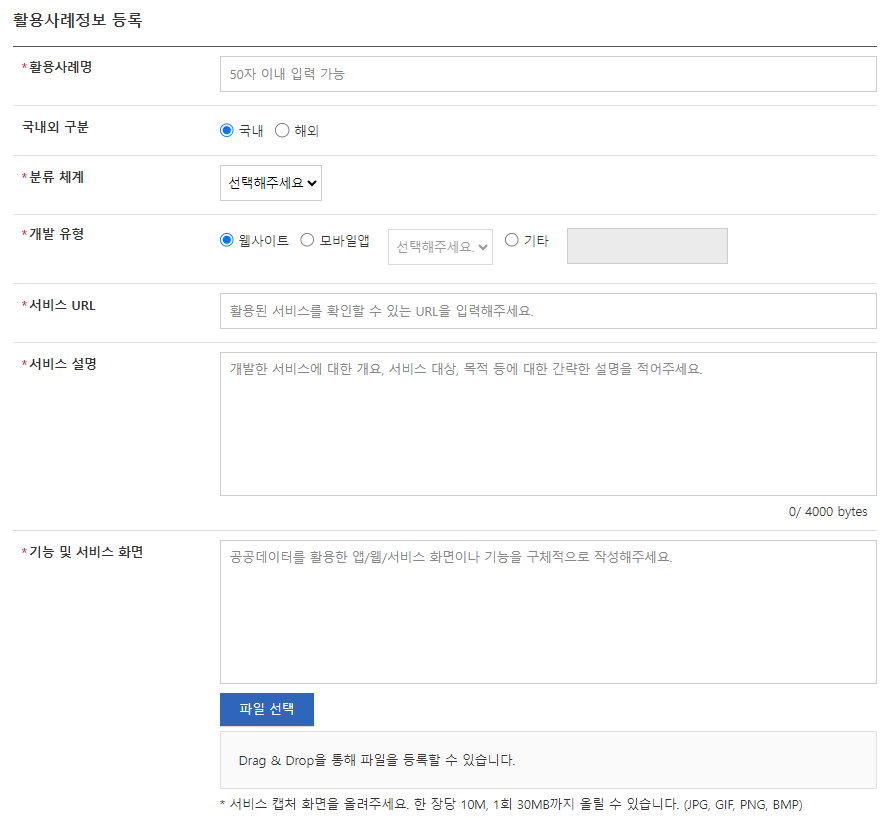 활용사례정보 등록
*활용사례명
50자 이내 입력 가능
국내외 구분
국내 해외
*분류 체계
선택해주세요
*개발 유형
웹사이트 모바일앱 선택해주세요. 기타
*서비스 URL
활용된 서비스를 확인할 수 있는 URL을 입력해주세요.
*서비스 설명
개발한 서비스에 대한 개요, 서비스 대상, 목적 등에 대한 간략한 설명을 적어주세요.
0/ 4000 bytes
*기능 및 서비스 화면
공공데이터를 활용한 앱/웹/서비스 화면이나 기능을 구체적으로 작성해주세요.
파일 선택
Drag & Drop을 통해 파일을 등록할 수 있습니다.
* 서비스 캡처 화면을 올려주세요. 한 장당 10M, 1회 30MB까지 올릴 수 있습니다. (JPG, GIF, PNG, BMP)